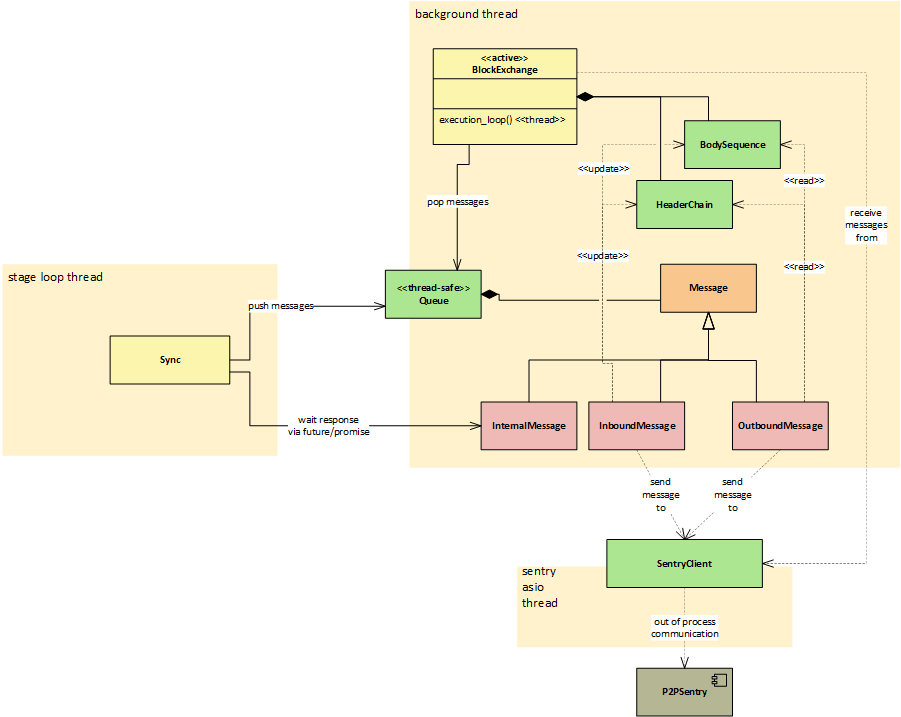 background thread
<<active>>
BlockExchange
execution_loop() <<thread>>
BodySequence
<<update>>
<<read>>
HeaderChain
pop messages
receive
messages
from
<<update>>
<<read>>
stage loop thread
<<thread-safe>>
Queue
Message
push messages
Sync
wait response
via future/promise
InternalMessage
InboundMessage
OutboundMessage
send
message
to
send
message
to
SentryClient
sentry
asio
thread
out of process
communication
P2PSentry